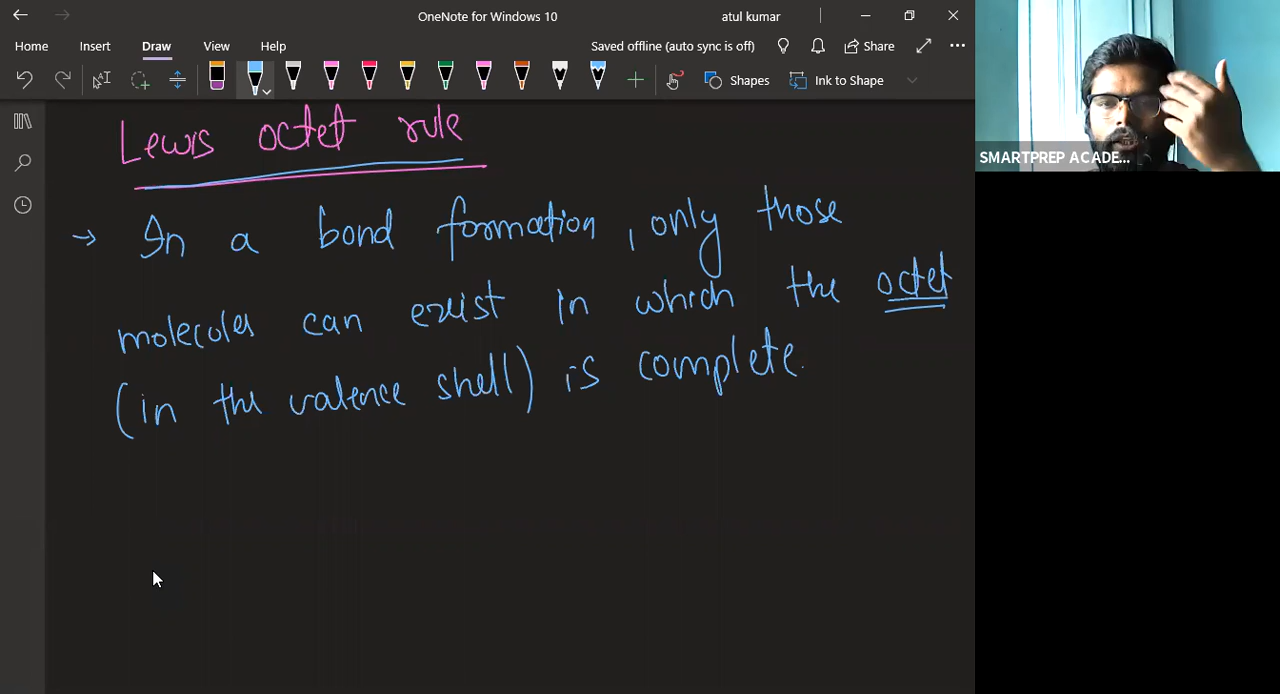 OneNote for Windows 10
atul kumar
Home Insert Draw View Help
Saved offline (auto sync is off)
Share
Shapes
Ink to Shape
SMARTPREP ACADE...
Lewis octet rule
→ In a bond formation, only those
molecules can exist in which the octet
(in the valence shell) is complete.